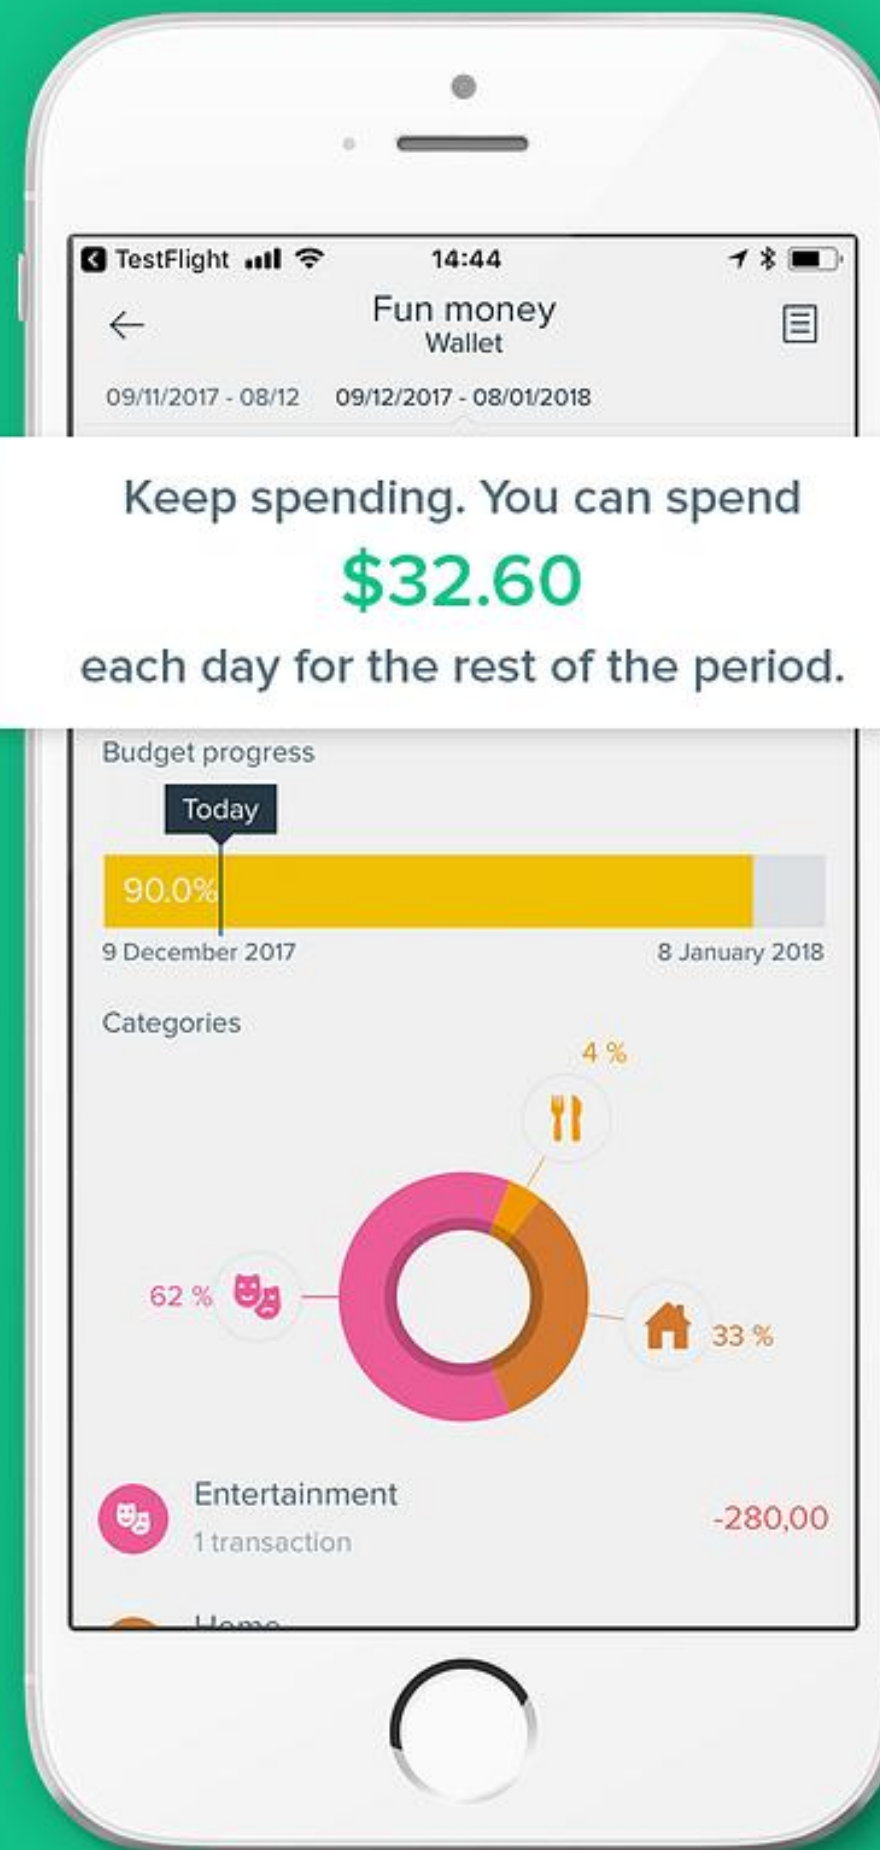 TestFlight 14:44
Fun money
Wallet
09/11/2017 - 08/12 09/12/2017 - 08/01/2018
Keep spending. You can spend
$32.60
each day for the rest of the period.
Budget progress
Today
90.0%
9 December 2017 8 January 2018
Categories
4 %
62 %
33 %
Entertainment
-280,00
1 transaction
Home